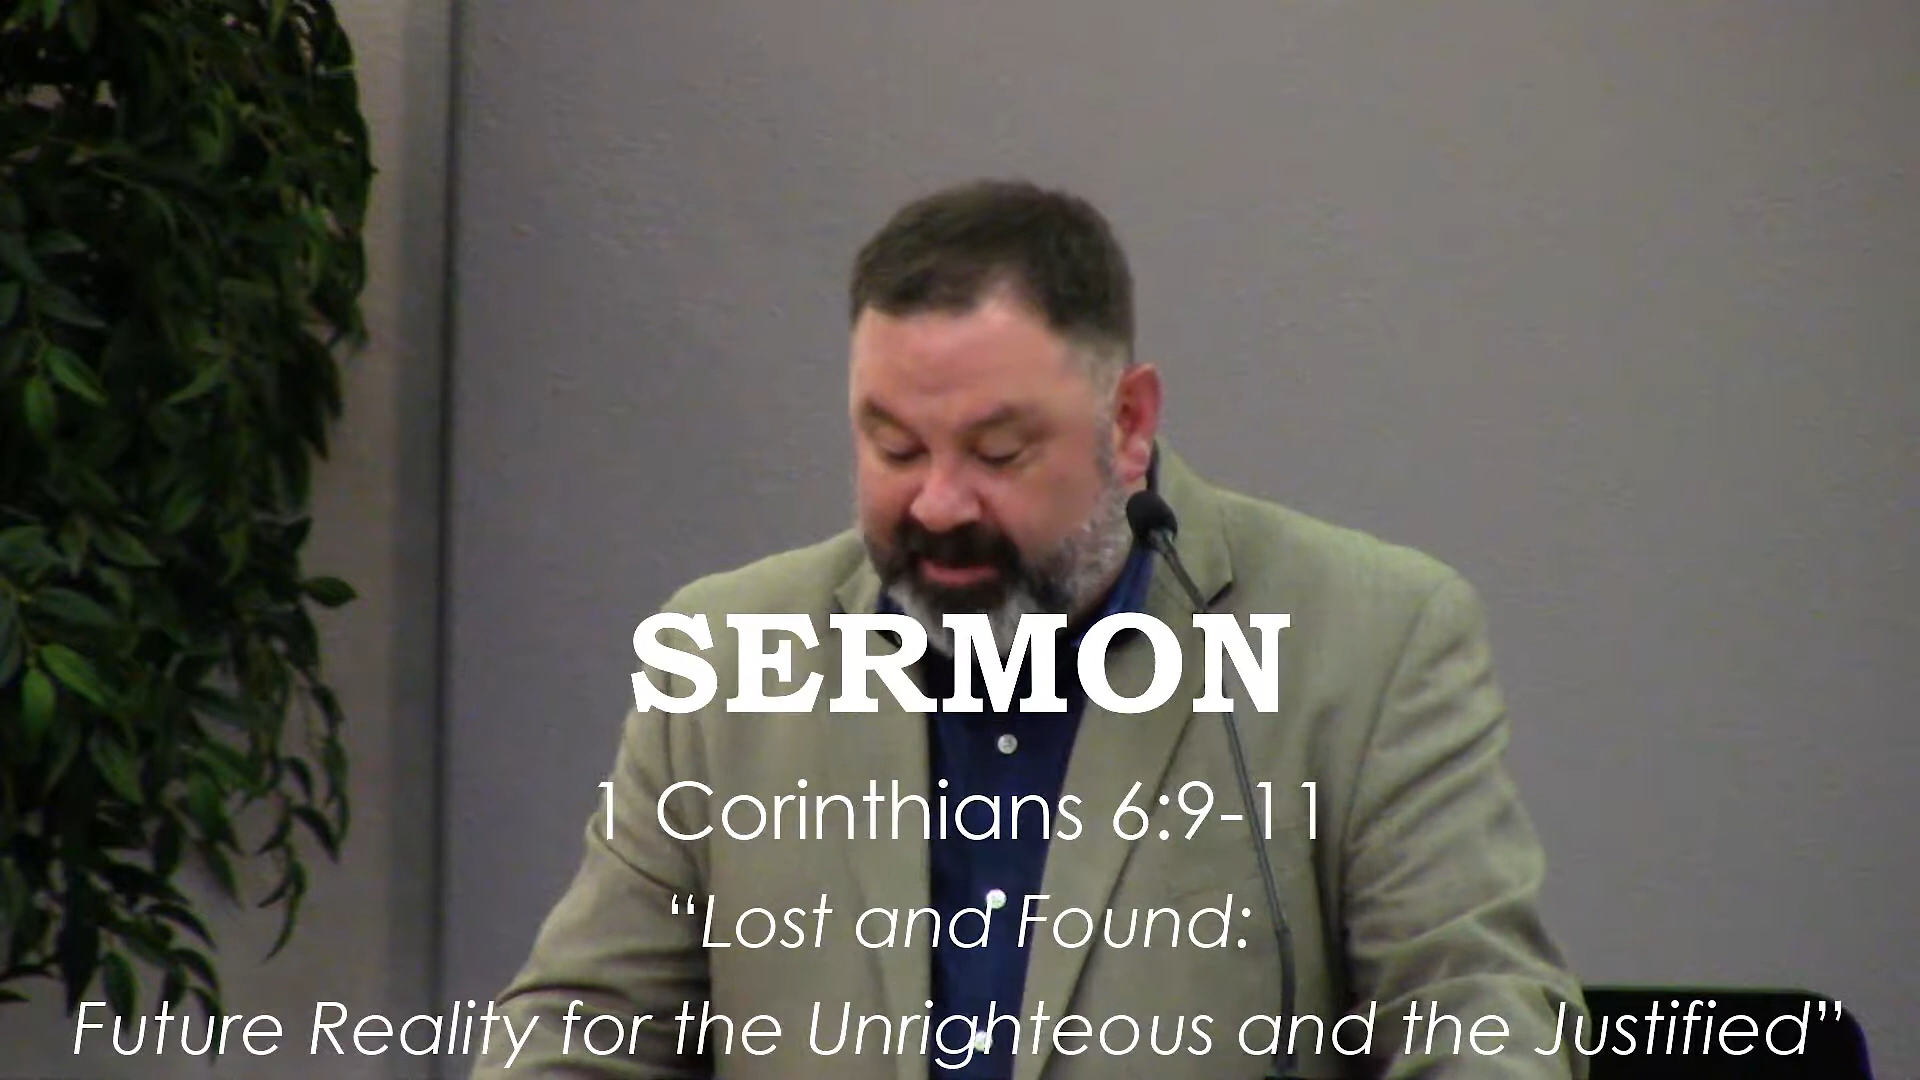 SERMON
1 Corinthians 6:9-11
“Lost and Found:
Future Reality for the Unrighteous and the Justified”